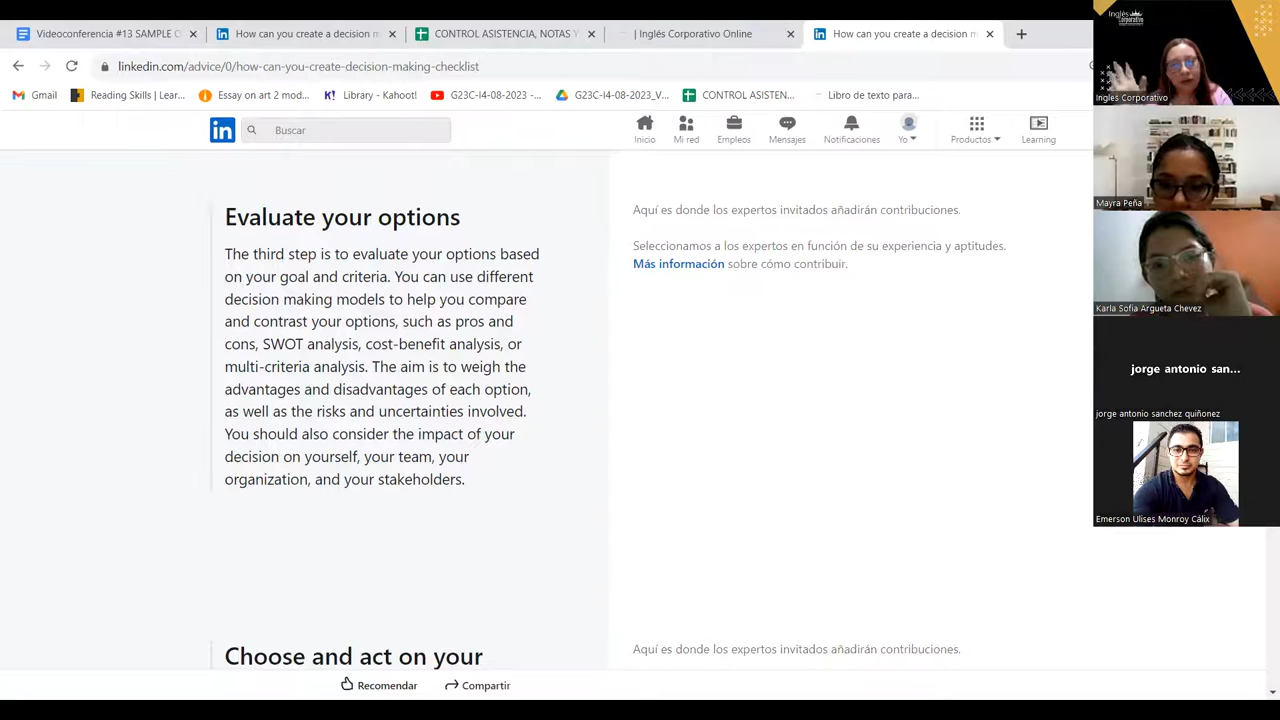 Videoconferencia #13 SAMPLE C
How can you create a decision m
CONTROL ASISTENCIA, NOTAS Y
| Inglés Corporativo Online
How can you create a decision m
linkedin.com/advice/0/how-can-you-create-decision-making-checklist
Gmail
Reading Skills | Lear...
Essay on art 2 mod...
Library - Kahoot!
G23C-I4-08-2023 -...
G23C-I4-08-2023_V...
CONTROL ASISTEN...
Libro de texto para...
Buscar
Inicio
Mi red
Empleos
Mensajes
Notificaciones
Yo
Productos
Learning
Evaluate your options
The third step is to evaluate your options based
on your goal and criteria. You can use different
decision making models to help you compare
and contrast your options, such as pros and
cons, SWOT analysis, cost-benefit analysis, or
multi-criteria analysis. The aim is to weigh the
advantages and disadvantages of each option,
as well as the risks and uncertainties involved.
You should also consider the impact of your
decision on yourself, your team, your
organization, and your stakeholders.
Aquí es donde los expertos invitados añadirán contribuciones.
Seleccionamos a los expertos en función de su experiencia y aptitudes.
Más información sobre cómo contribuir.
Choose and act on your
Aquí es donde los expertos invitados añadirán contribuciones.
Recomendar
Compartir
Inglés
Corporativo
Ingles Corporativo
Mayra Peña
Karla Sofia Argueta Chevez
jorge antonio san...
jorge antonio sanchez quiñonez
Emerson Ulises Monroy Cálix